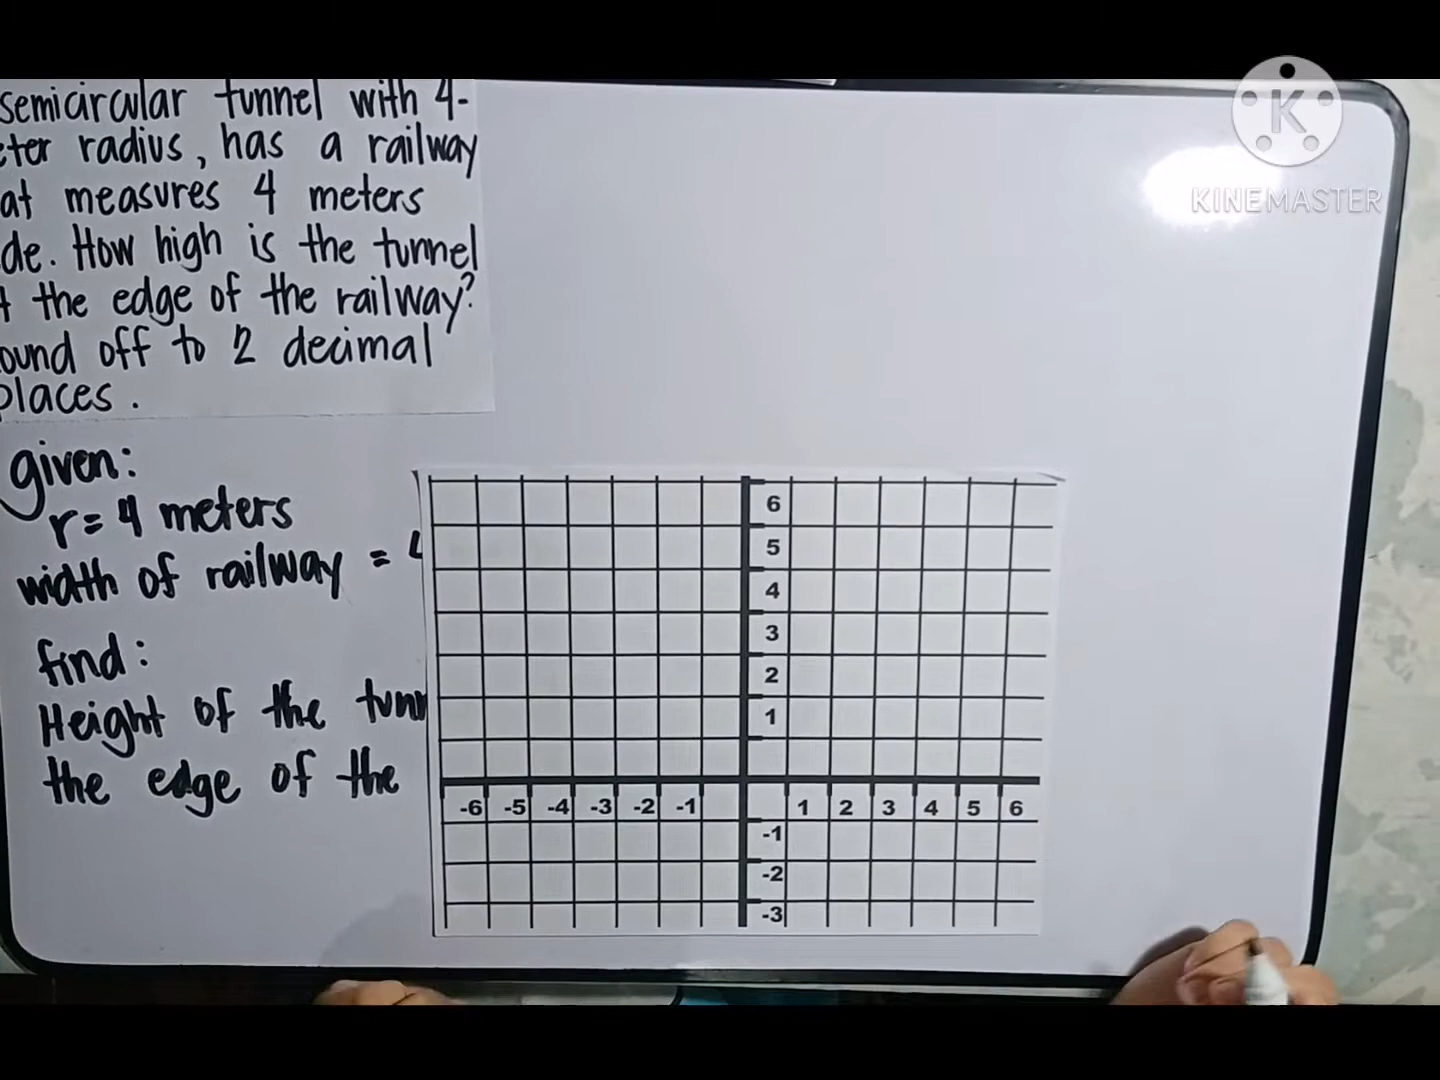 semicircular tunnel with 4-
ter radius, has a railway
at measures 4 meters
de. How high is the tunnel
t the edge of the railway?
ound off to 2 decimal
places.
given:
r = 4 meters
width of railway = 4
find:
Height of the tunn
the edge of the
6
5
4
3
2
1
-6 -5 -4 -3 -2 -1 1 2 3 4 5 6
-1
-2
-3
K
KINEMASTER